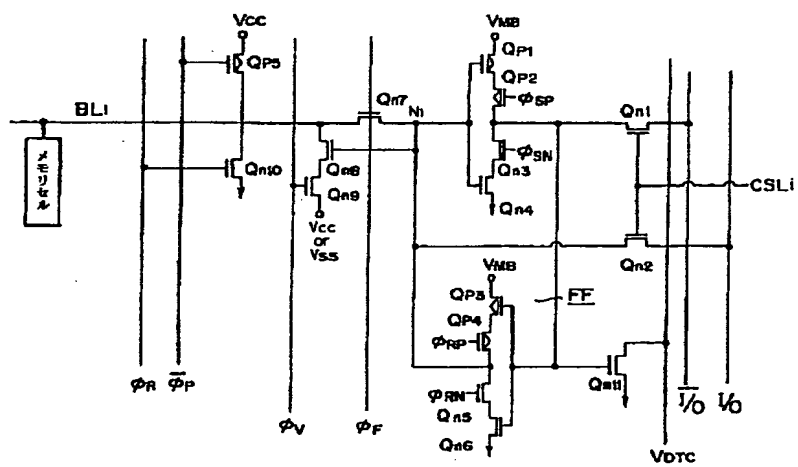 VCC
QP5
BLi
メモリセル
Qn10
Qn7
Qn8
Qn9
VCC
or
VSS
N1
VMB
QP1
QP2
φSP
φSN
Qn3
Qn4
Qn1
CSLi
Qn2
VMB
QP3
QP4
φRP
φRN
Qn5
Qn6
FF
Qn11
φR
φP
φV
φF
I/O
I/O
VDTC